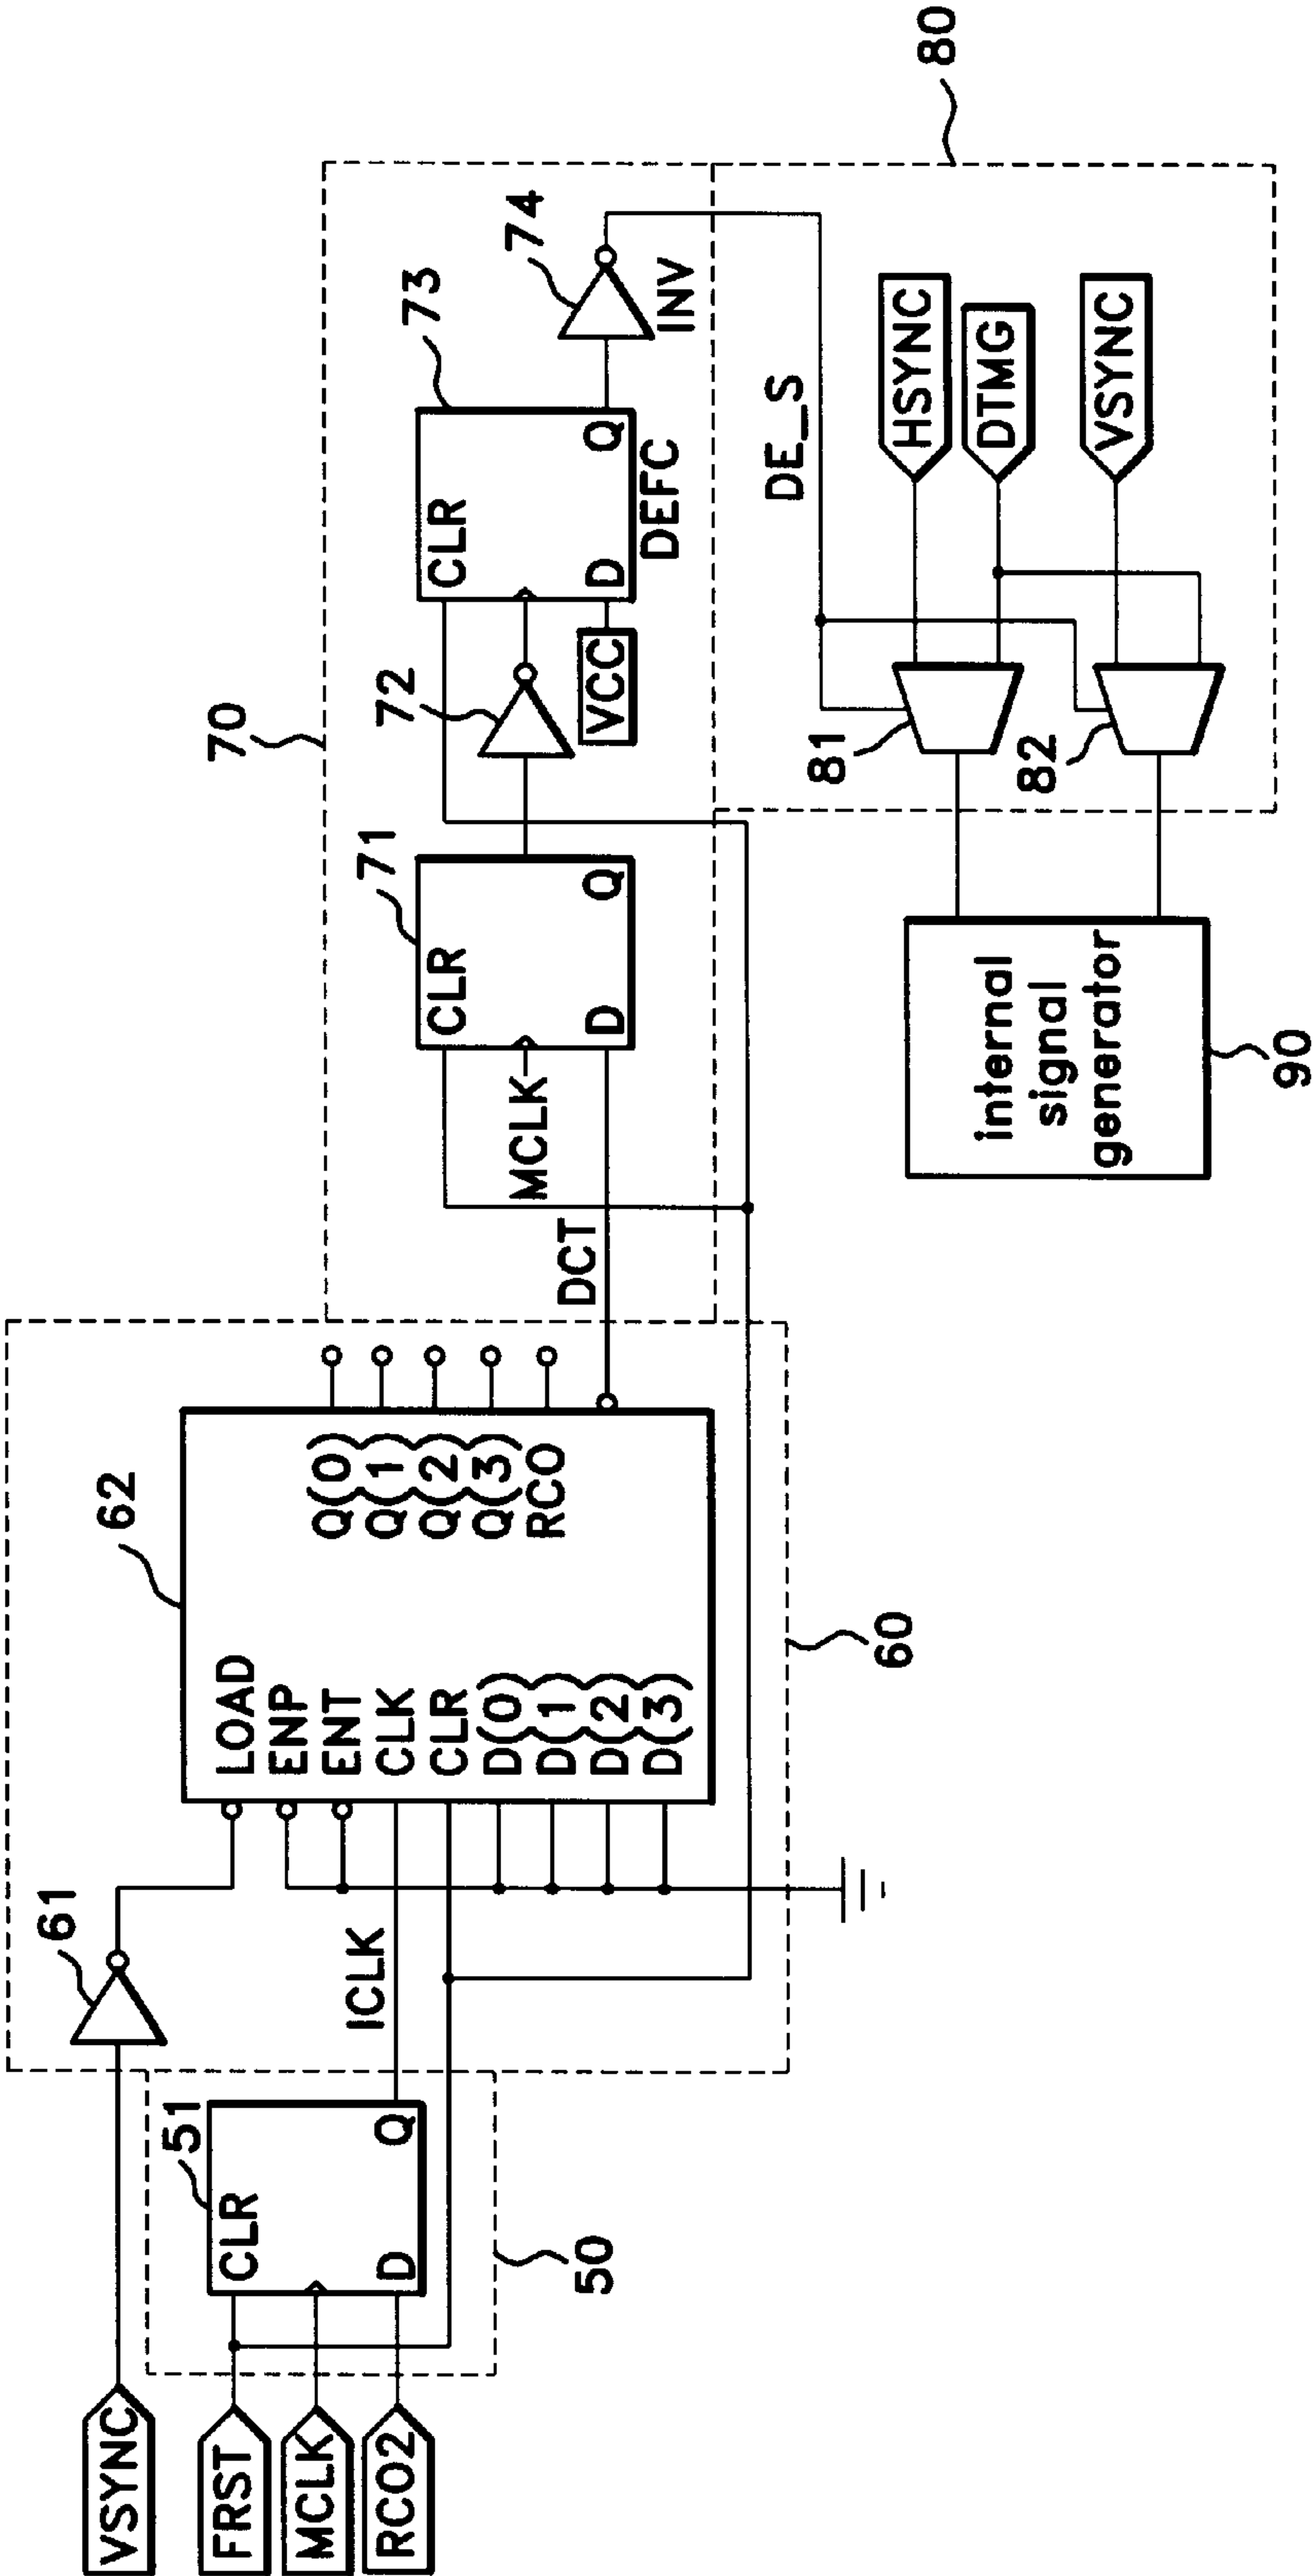 VSYNC
FRST
MCLK
RCO2
50
51
CLR
D
Q
ICLK
60
61
62
LOAD
ENP
ENT
CLK
CLR
D(0)
D(1)
D(2)
D(3)
Q(0)
Q(1)
Q(2)
Q(3)
RCO
DCT
70
71
CLR
D
Q
MCLK
72
VCC
73
CLR
D
Q
DEFC
74
INV
80
DE_S
HSYNC
DTMG
VSYNC
81
82
internal
signal
generator
90